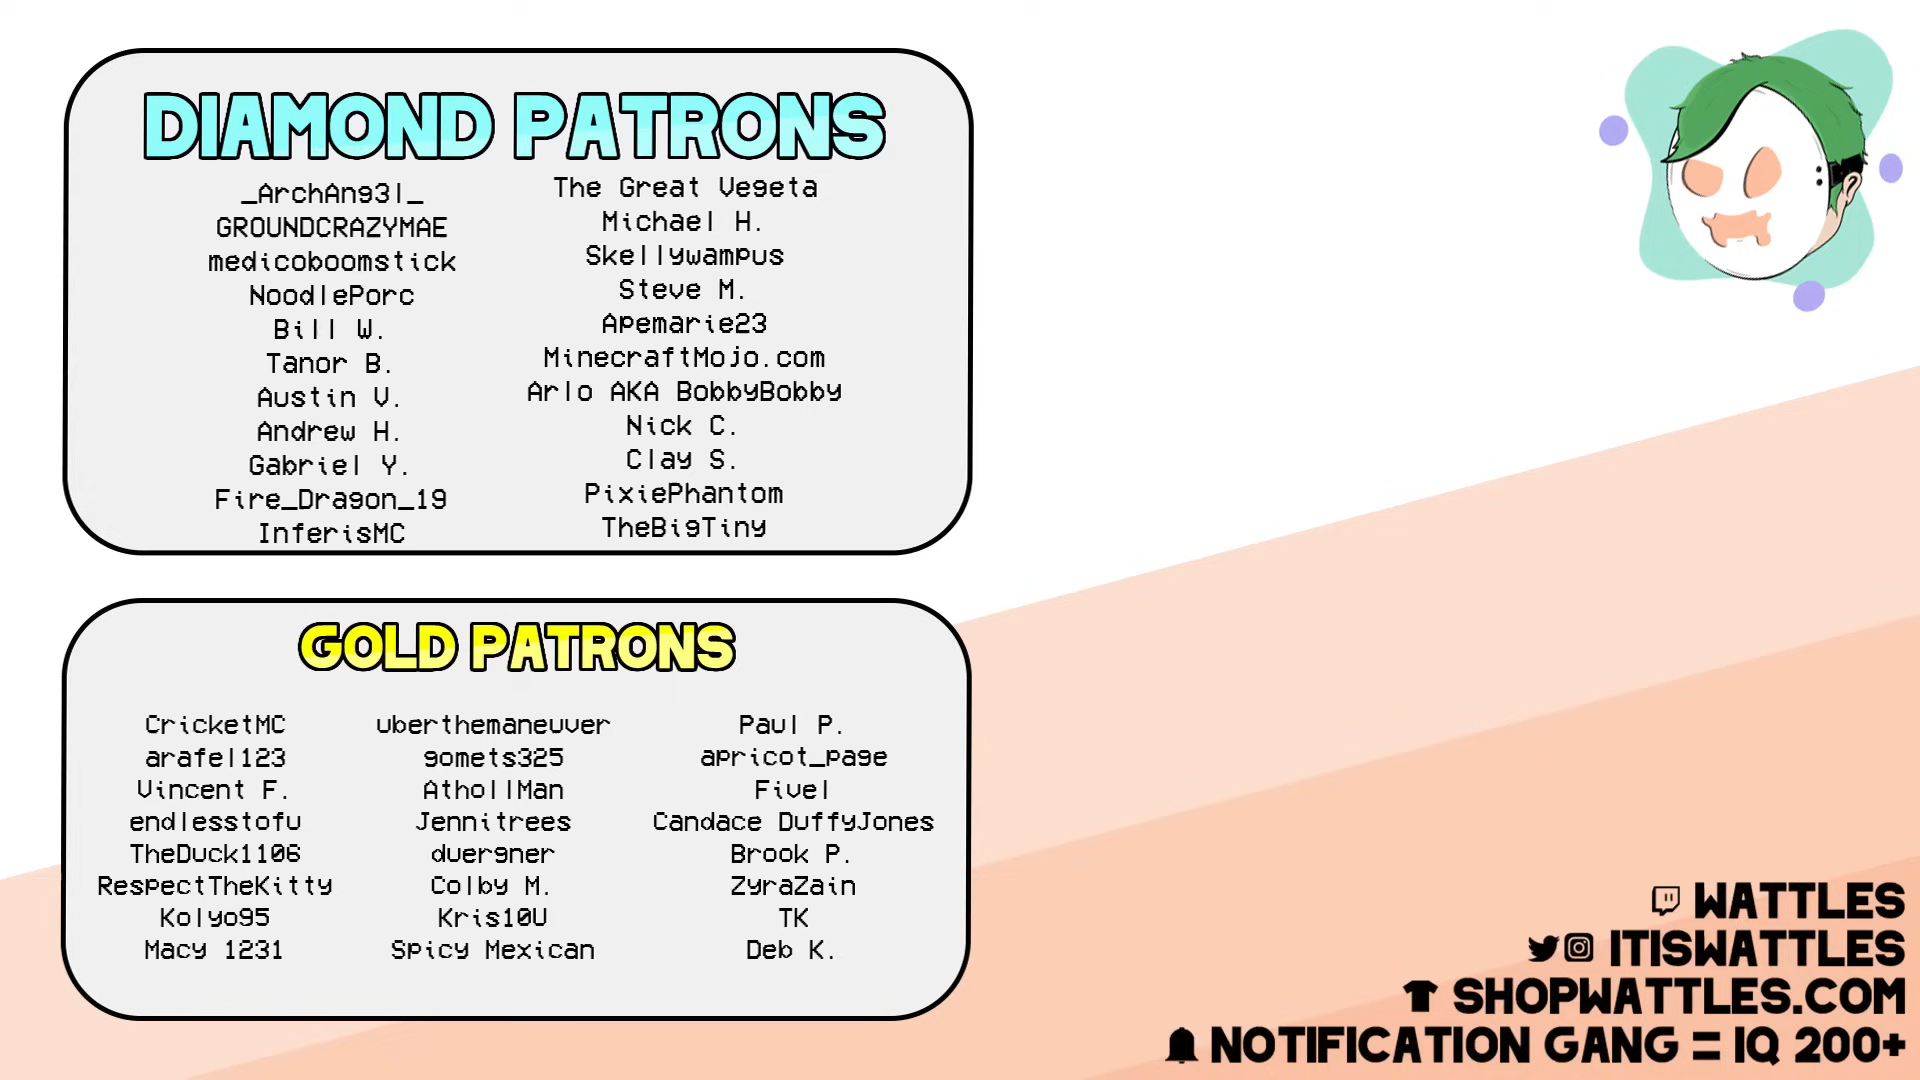 DIAMOND PATRONS
_ArchAng3l_
GROUNDCRAZYMAE
medicoboomstick
NoodlePorc
Bill W.
Tanor B.
Austin V.
Andrew H.
Gabriel Y.
Fire_Dragon_19
InferisMC
The Great Vegeta
Michael H.
Skellywampus
Steve M.
Apemarie23
MinecraftMojo.com
Arlo AKA BobbyBobby
Nick C.
Clay S.
PixiePhantom
TheBigTiny
GOLD PATRONS
CricketMC
arafel123
Vincent F.
endlesstofu
TheDuck1106
RespectTheKitty
Kolyo95
Macy 1231
uberthemaneuver
gomets325
AthollMan
Jennitrees
duergner
Colby M.
Kris10U
Spicy Mexican
Paul P.
apricot_page
Fivel
Candace DuffyJones
Brook P.
ZyraZain
TK
Deb K.
WATTLES
ITISWATTLES
SHOPWATTLES.COM
NOTIFICATION GANG = IQ 200+